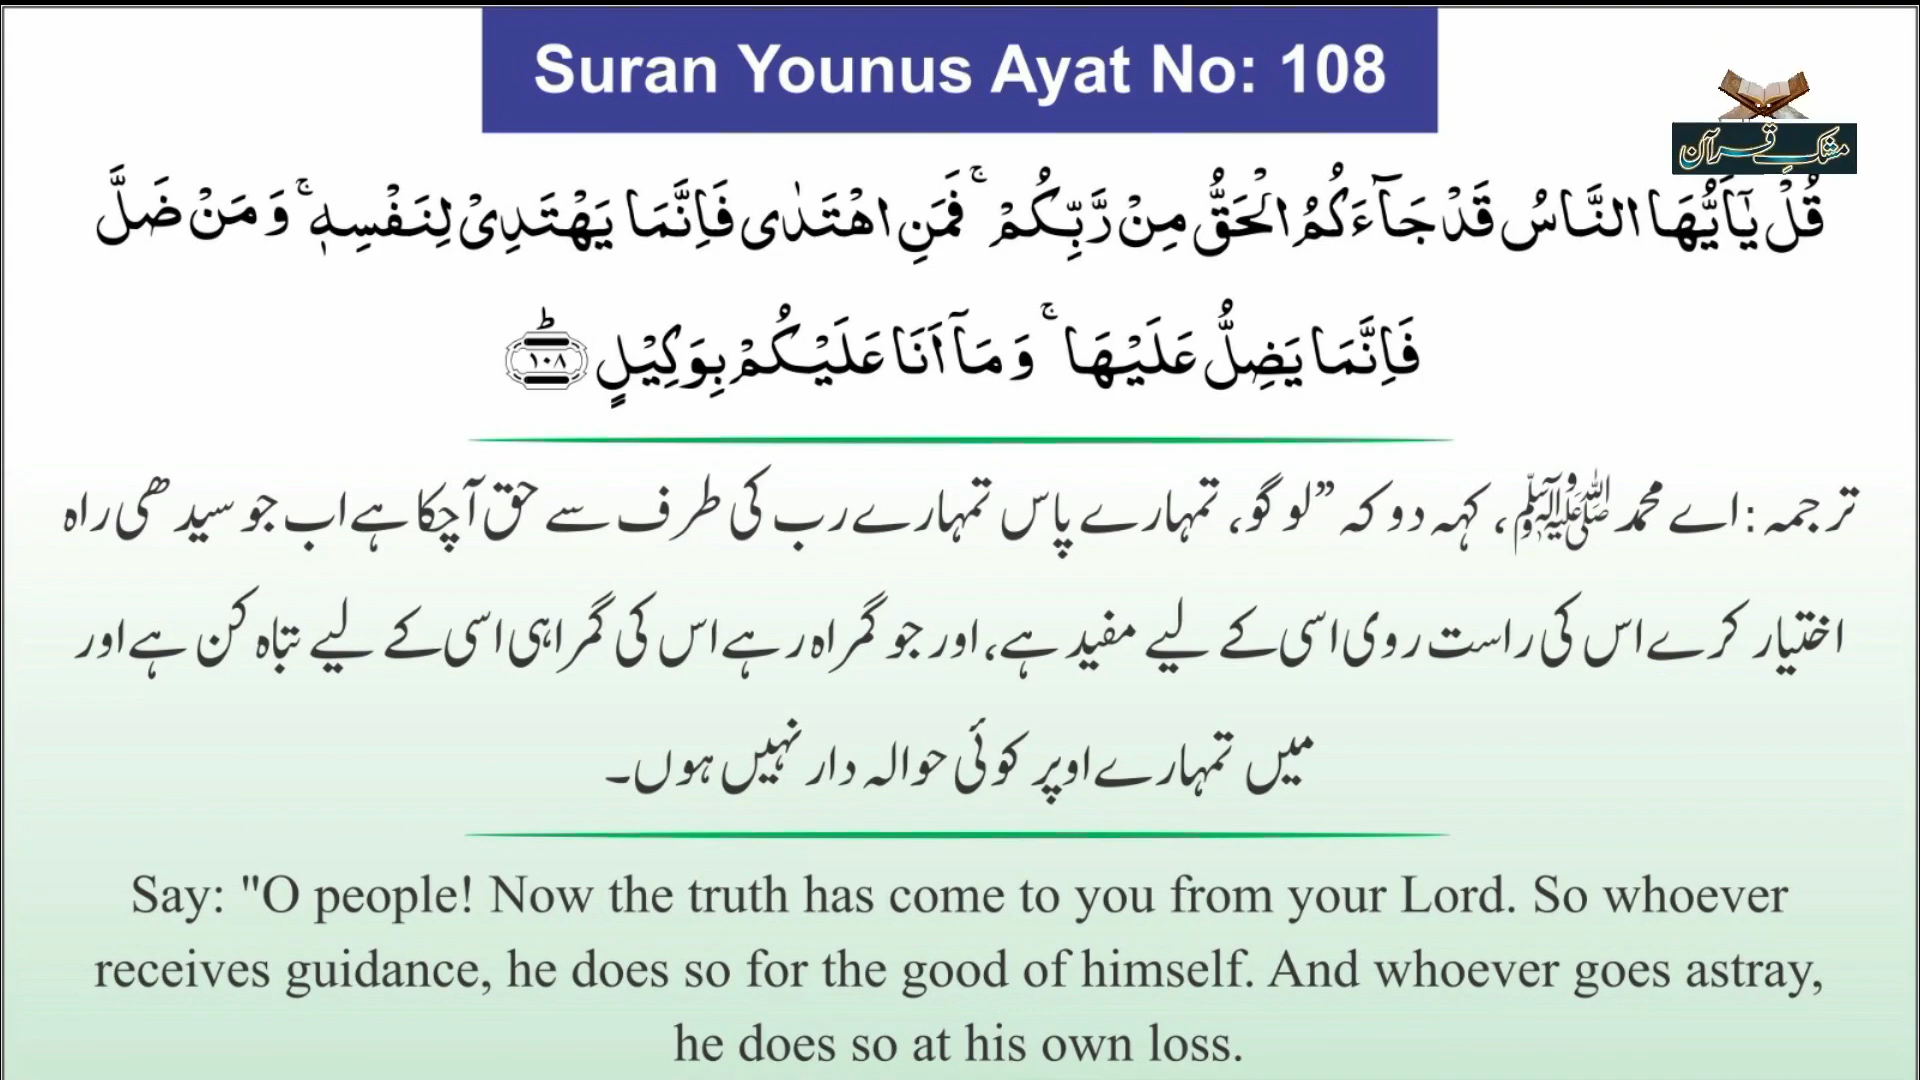 Suran Younus Ayat No: 108
مشکِ قرآن
قُلْ يٰۤاَيُّهَا النَّاسُ قَدْ جَآءَكُمُ الْحَقُّ مِنْ رَّبِّكُمْ ۚ فَمَنِ اهْتَدٰى فَاِنَّمَا يَهْتَدِىْ لِنَفْسِهٖ ۚ وَ مَنْ ضَلَّ
فَاِنَّمَا يَضِلُّ عَلَيْهَا ۚ وَ مَاۤ اَنَا عَلَيْكُمْ بِوَكِيْلٍ ؕ ﴿۱۰۸﴾
ترجمہ: اے محمد ﷺ، کہہ دو کہ ”لوگو، تمہارے پاس تمہارے رب کی طرف سے حق آچکا ہے اب جو سیدھی راہ
اختیار کرے اس کی راست روی اسی کے لیے مفید ہے، اور جو گمراہ رہے اس کی گمراہی اسی کے لیے تباہ کن ہے اور
میں تمہارے اوپر کوئی حوالہ دار نہیں ہوں۔
Say: "O people! Now the truth has come to you from your Lord. So whoever
receives guidance, he does so for the good of himself. And whoever goes astray,
he does so at his own loss.